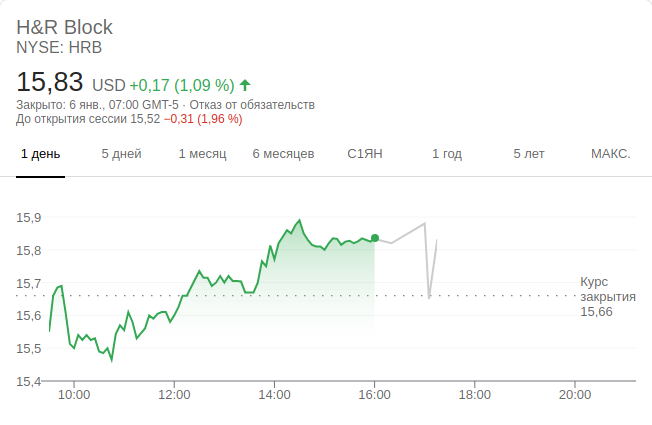 H&R Block
NYSE: HRB
15,83 USD +0,17 (1,09 %)
Закрыто: 6 янв., 07:00 GMT-5 · Отказ от обязательств
До открытия сессии 15,52 −0,31 (1,96 %)
1 день 5 дней 1 месяц 6 месяцев С1ЯН 1 год 5 лет МАКС.
15,9
15,8
15,7
15,6
15,5
15,4
Курс
закрытия
15,66
10:00 12:00 14:00 16:00 18:00 20:00